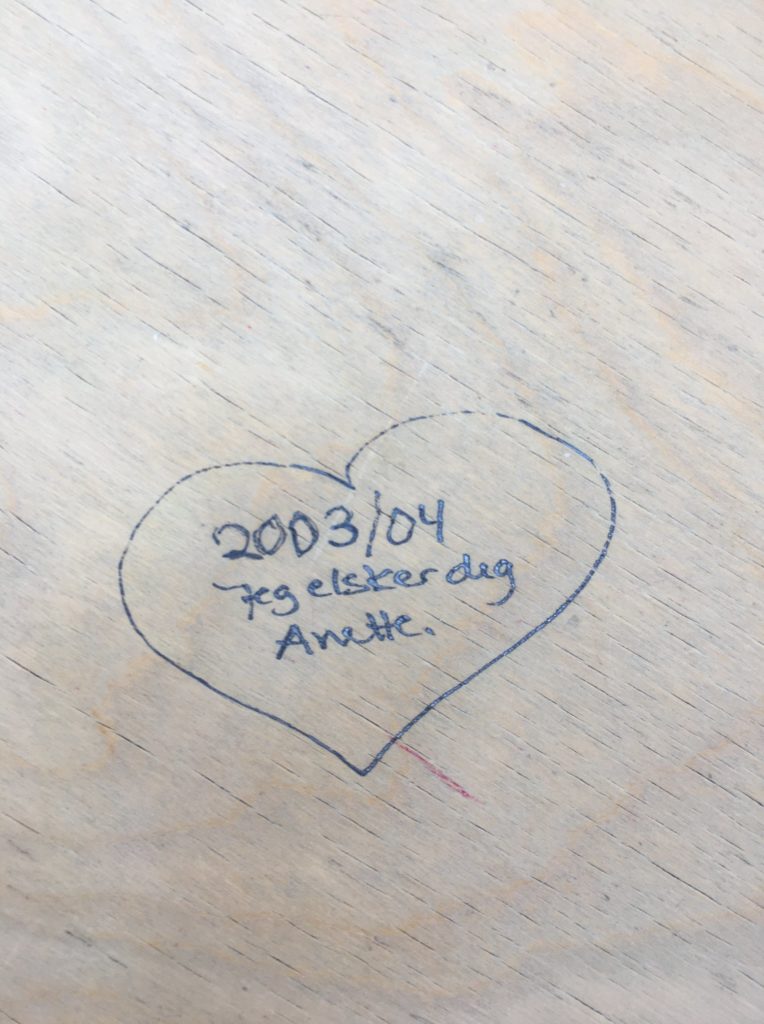 2003/04
Jeg elsker dig
Anette.